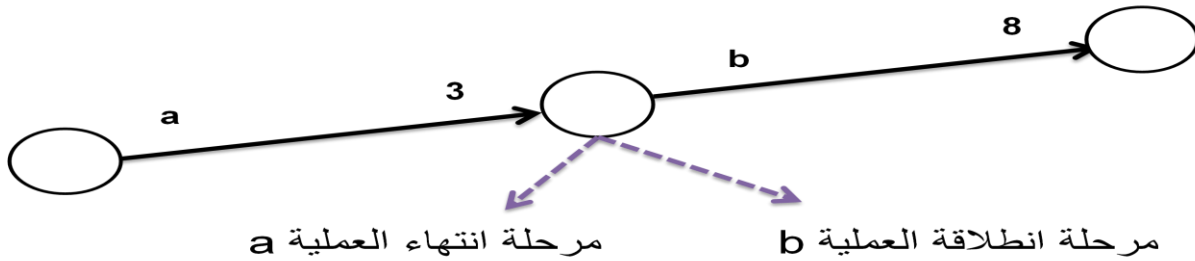 8
b
3
a
مرحلة انطلاقة العملية b
مرحلة انتهاء العملية a